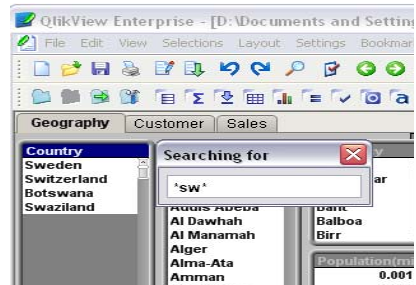 QlikView Enterprise - [D:\Documents and Setting
File Edit View Selections Layout Settings Bookmar
Geography Customer Sales
Country
Sweden
Switzerland
Botswana
Swaziland
Searching for
*sw*
Addis Abeba
Al Dawhah
Al Manamah
Alger
Alma-Ata
Amman
y
ar
Baht
Balboa
Birr
Population(mi
0.001